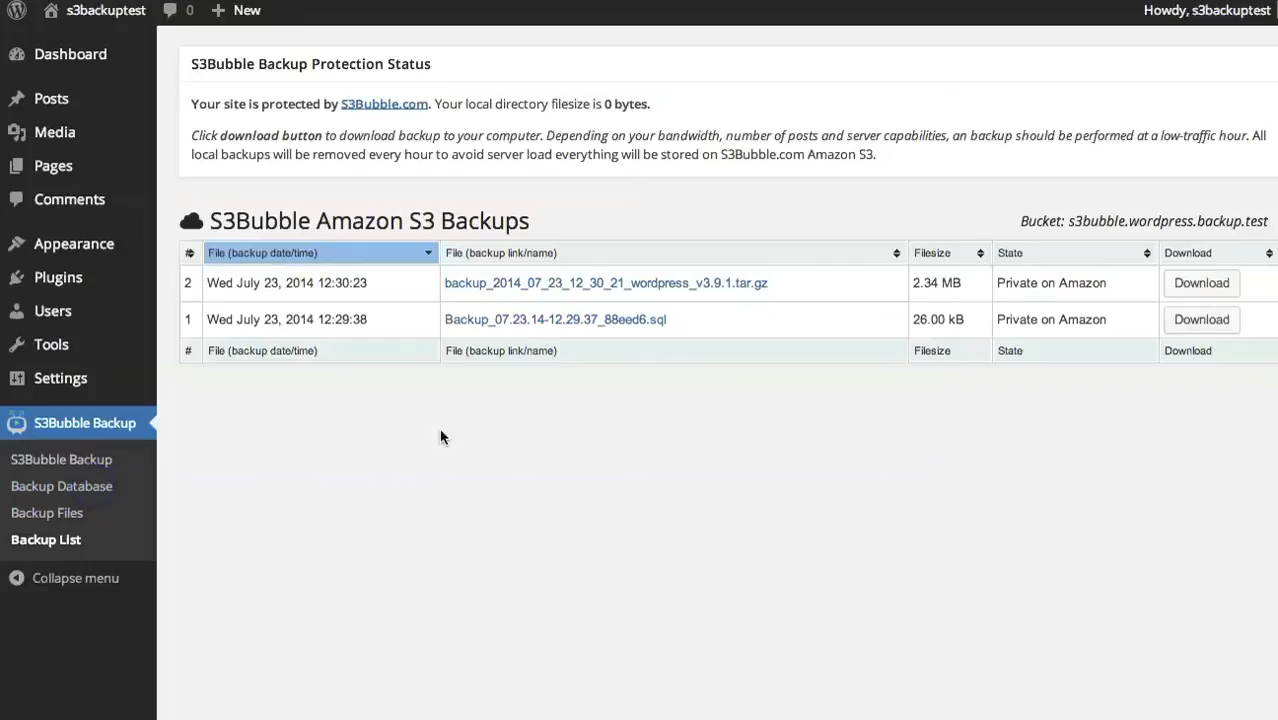 s3backuptest 0 New Howdy, s3backuptest
Dashboard
Posts
Media
Pages
Comments
Appearance
Plugins
Users
Tools
Settings
S3Bubble Backup
S3Bubble Backup
Backup Database
Backup Files
Backup List
Collapse menu
S3Bubble Backup Protection Status
Your site is protected by S3Bubble.com. Your local directory filesize is 0 bytes.
Click download button to download backup to your computer. Depending on your bandwidth, number of posts and server capabilities, an backup should be performed at a low-traffic hour. All
local backups will be removed every hour to avoid server load everything will be stored on S3Bubble.com Amazon S3.
S3Bubble Amazon S3 Backups Bucket: s3bubble.wordpress.backup.test
# File (backup date/time) File (backup link/name) Filesize State Download
2 Wed July 23, 2014 12:30:23 backup_2014_07_23_12_30_21_wordpress_v3.9.1.tar.gz 2.34 MB Private on Amazon Download
1 Wed July 23, 2014 12:29:38 Backup_07.23.14-12.29.37_88eed6.sql 26.00 kB Private on Amazon Download
# File (backup date/time) File (backup link/name) Filesize State Download